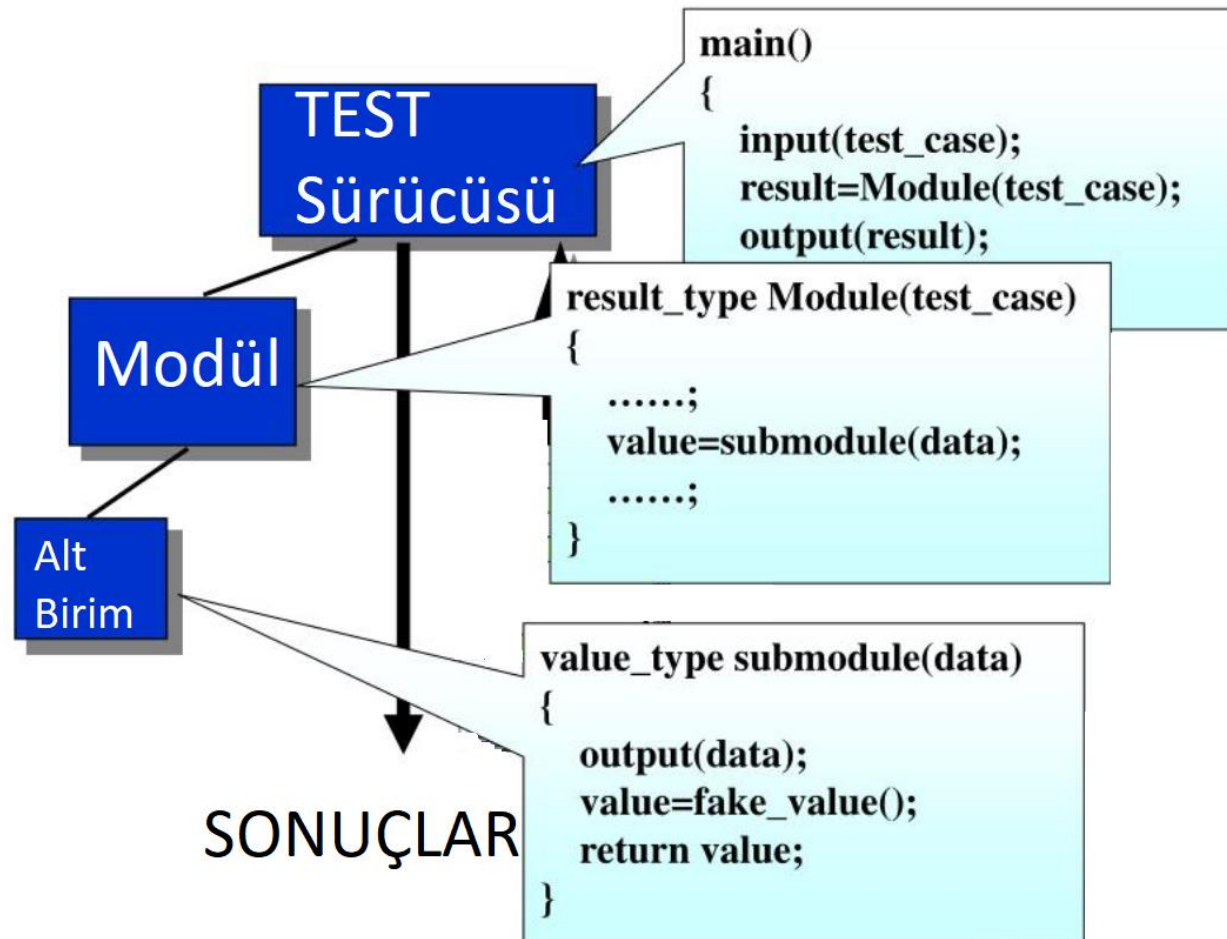 TEST
Sürücüsü
main()
{
input(test_case);
result=Module(test_case);
output(result);
Modül
result_type Module(test_case)
{
……;
value=submodule(data);
……;
}
Alt
Birim
value_type submodule(data)
{
output(data);
value=fake_value();
return value;
}
SONUÇLAR